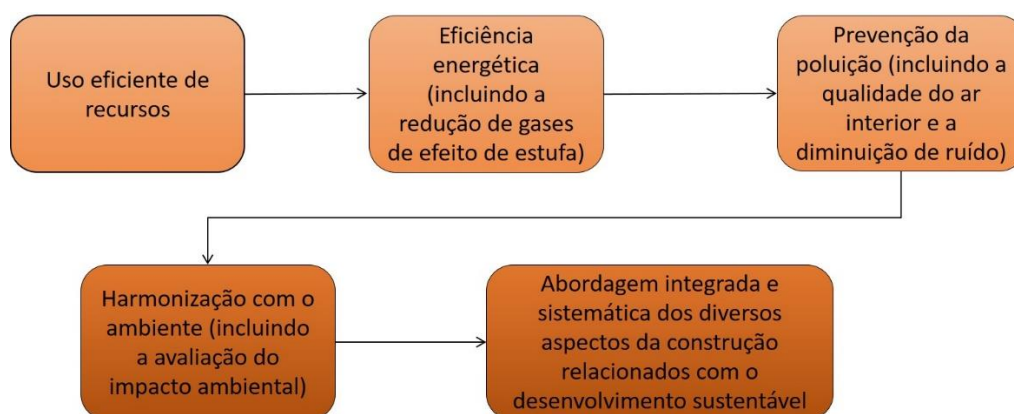 Uso eficiente de
recursos
Eficiência
energética
(incluindo a
redução de gases
de efeito de estufa)
Prevenção da
poluição (incluindo a
qualidade do ar
interior e a
diminuição de ruído)
Harmonização com o
ambiente (incluindo
a avaliação do
impacto ambiental)
Abordagem integrada e
sistemática dos diversos
aspectos da construção
relacionados com o
desenvolvimento sustentável